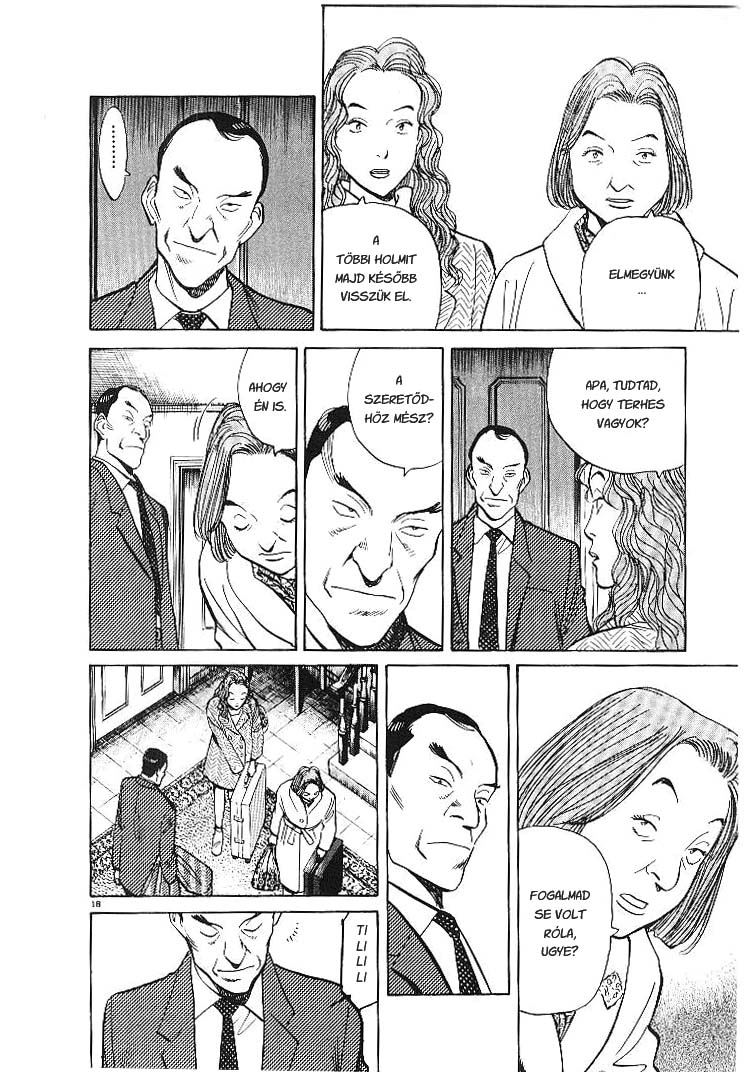 ELMEGYÜNK
...
A
TÖBBI HOLMIT
MAJD KÉSŐBB
VISSZÜK EL.
......
APA, TUDTAD,
HOGY TERHES
VAGYOK?
A
SZERETŐD-
HÖZ MÉSZ?
AHOGY
ÉN IS.
FOGALMAD
SE VOLT
RÓLA,
UGYE?
18
TI
LI
LI
LI